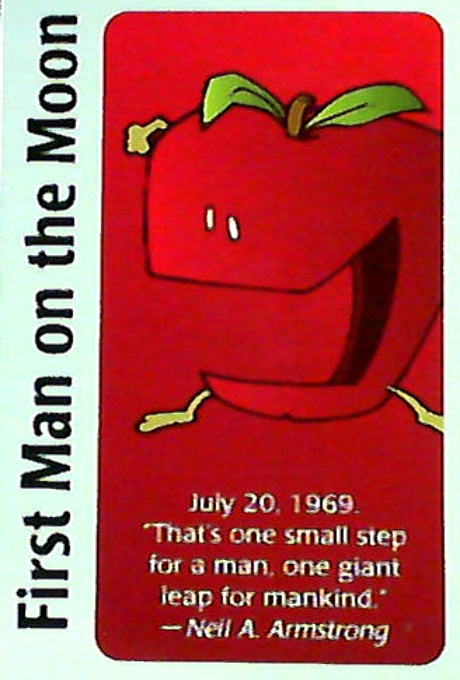 First Man on the Moon
July 20, 1969.
"That's one small step
for a man, one giant
leap for mankind."
— Neil A. Armstrong